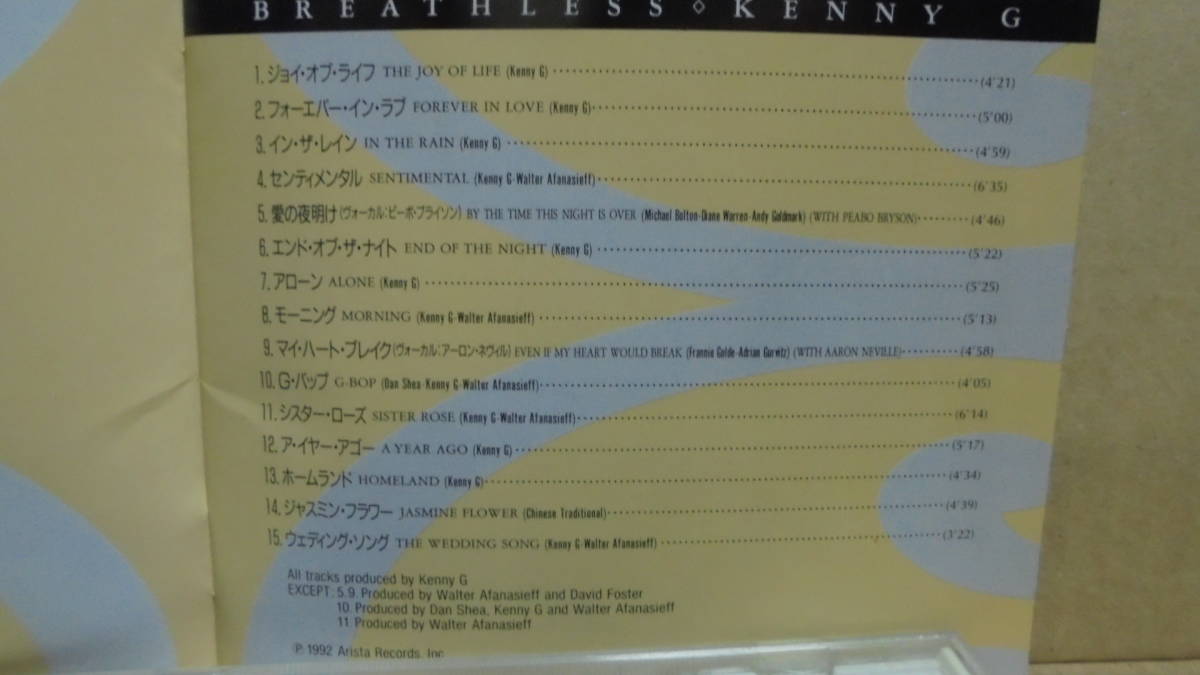 BREATHLESS◇KENNY G
1. ジョイ・オブ・ライフ THE JOY OF LIFE (Kenny G) (4'21)
2. フォーエバー・イン・ラブ FOREVER IN LOVE (Kenny G) (5'00)
3. イン・ザ・レイン IN THE RAIN (Kenny G) (4'59)
4. センティメンタル SENTIMENTAL (Kenny G-Walter Afanasieff) (6'35)
5. 愛の夜明け(ヴォーカル:ピーボ・ブライソン) BY THE TIME THIS NIGHT IS OVER (Michael Bolton-Diane Warren-Andy Goldmark) (WITH PEABO BRYSON) (4'46)
6. エンド・オブ・ザ・ナイト END OF THE NIGHT (Kenny G) (5'22)
7. アローン ALONE (Kenny G) (5'25)
8. モーニング MORNING (Kenny G-Walter Afanasieff) (5'13)
9. マイ・ハート・ブレイク(ヴォーカル:アーロン・ネヴィル) EVEN IF MY HEART WOULD BREAK (Frannie Golde-Adrian Gurwitz) (WITH AARON NEVILLE) (4'58)
10. G・バップ G-BOP (Dan Shea-Kenny G-Walter Afanasieff) (4'05)
11. シスター・ローズ SISTER ROSE (Kenny G-Walter Afanasieff) (6'14)
12. ア・イヤー・アゴー A YEAR AGO (Kenny G) (5'17)
13. ホームランド HOMELAND (Kenny G) (4'34)
14. ジャスミン・フラワー JASMINE FLOWER (Chinese Traditional) (4'39)
15. ウェディング・ソング THE WEDDING SONG (Kenny G-Walter Afanasieff) (3'22)
All tracks produced by Kenny G
EXCEPT: 5.9. Produced by Walter Afanasieff and David Foster
10. Produced by Dan Shea, Kenny G and Walter Afanasieff
11. Produced by Walter Afanasieff
Ⓟ 1992 Arista Records, Inc.